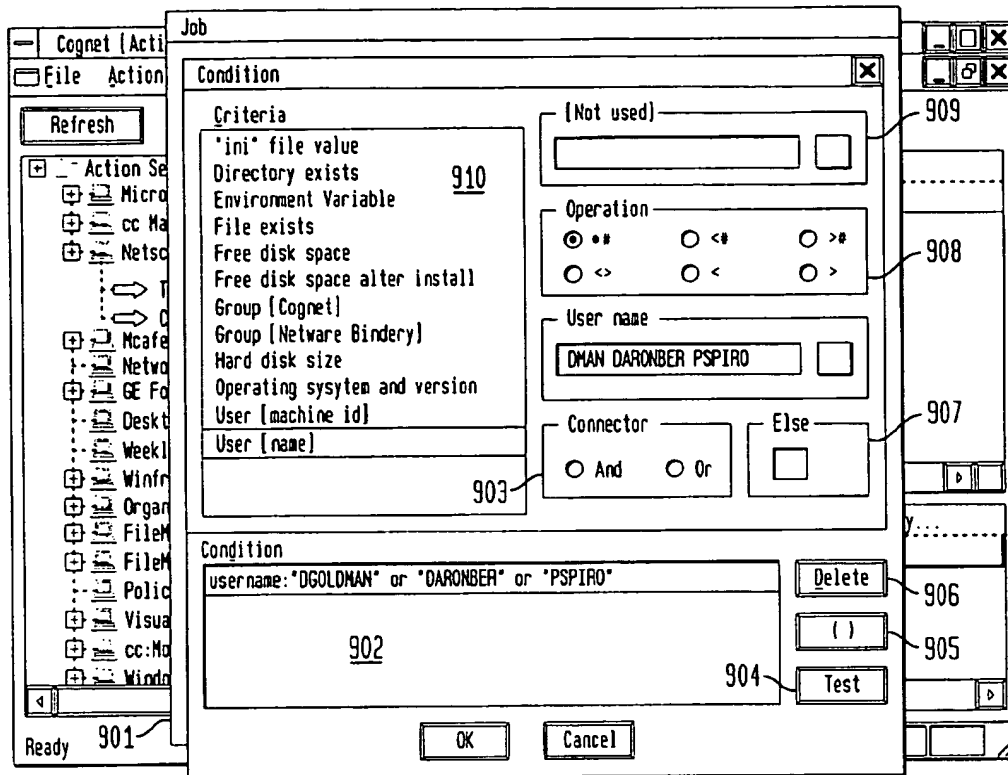 Job
Cognet [Acti
File Action
Refresh
Action Se
Micro
cc Ma
Netsc
T
C
Mcafe
Netwo
GE Fo
Deskt
Weekl
Winfr
Organ
FileM
FileM
Polic
Visua
cc:Mo
Windo
Ready
901
Condition
Criteria
"ini" file value
Directory exists
Environment Variable
File exists
Free disk space
Free disk space alter install
Group [Cognet]
Group [Netware Bindery]
Hard disk size
Operating sysytem and version
User [machine id]
User [name]
910
[Not used]
909
Operation
•# <# >#
<> < >
908
User name
DMAN DARONBER PSPIRO
Connector
And Or
903
Else
907
Condition
username:"DGOLDMAN" or "DARONBER" or "PSPIRO"
902
Delete
906
( )
905
Test
904
OK Cancel
y...